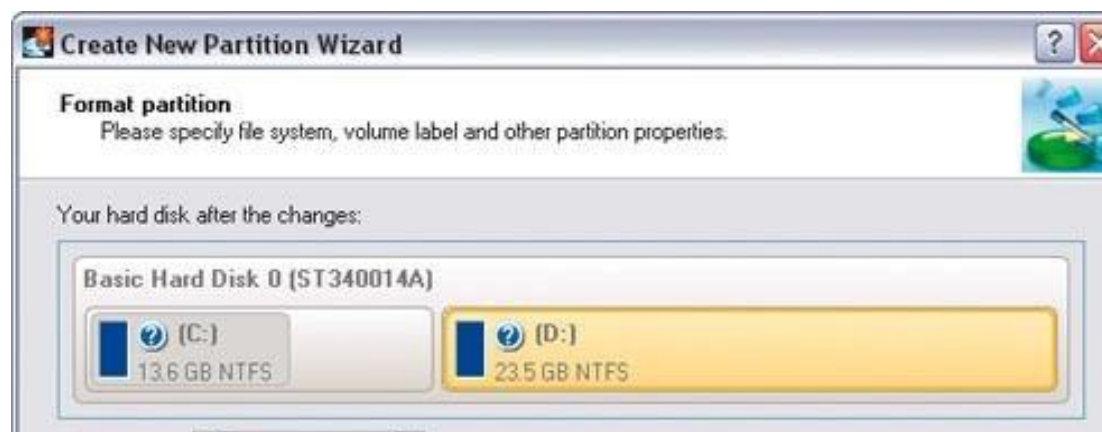 Create New Partition Wizard
?
Format partition
Please specify file system, volume label and other partition properties.
Your hard disk after the changes:
Basic Hard Disk 0 (ST340014A)
? (C:)
13.6 GB NTFS
? (D:)
23.5 GB NTFS